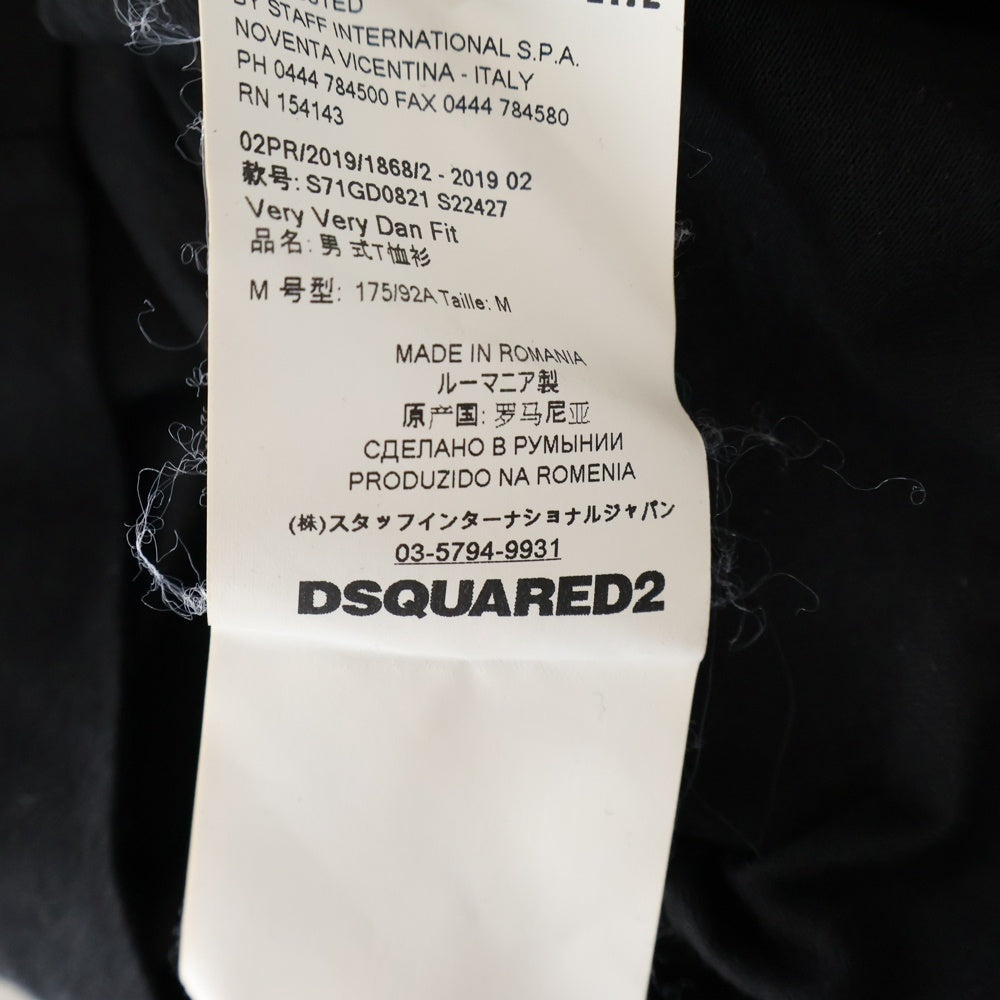 BY STAFF INTERNATIONAL S.P.A.
NOVENTA VICENTINA - ITALY
PH 0444 784500 FAX 0444 784580
RN 154143
02PR/2019/1868/2 - 2019 02
款号: S71GD0821 S22427
Very Very Dan Fit
品名: 男 式T恤衫
M 号型: 175/92A Taille: M
MADE IN ROMANIA
ルーマニア製
原产国: 罗马尼亚
СДЕЛАНО В РУМЫНИИ
PRODUZIDO NA ROMENIA
(株)スタッフインターナショナルジャパン
03-5794-9931
DSQUARED2